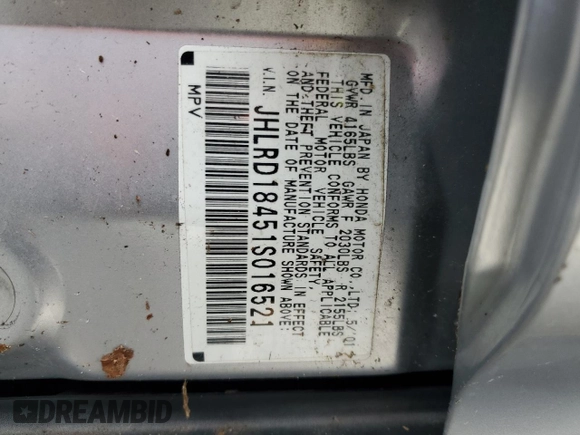 MFD IN JAPAN BY HONDA MOTOR CO.,LTD; 5/'01
GVWR 4165LBS GAWR F 2030LBS R 2155LBS
THIS VEHICLE CONFORMS TO ALL APPLICABLE
FEDERAL MOTOR VEHICLE SAFETY,
AND THEFT PREVENTION STANDARDS IN EFFECT
ON THE DATE OF MANUFACTURE SHOWN ABOVE:
V.I.N. JHLRD18451S016521
MPV
DREAMBID